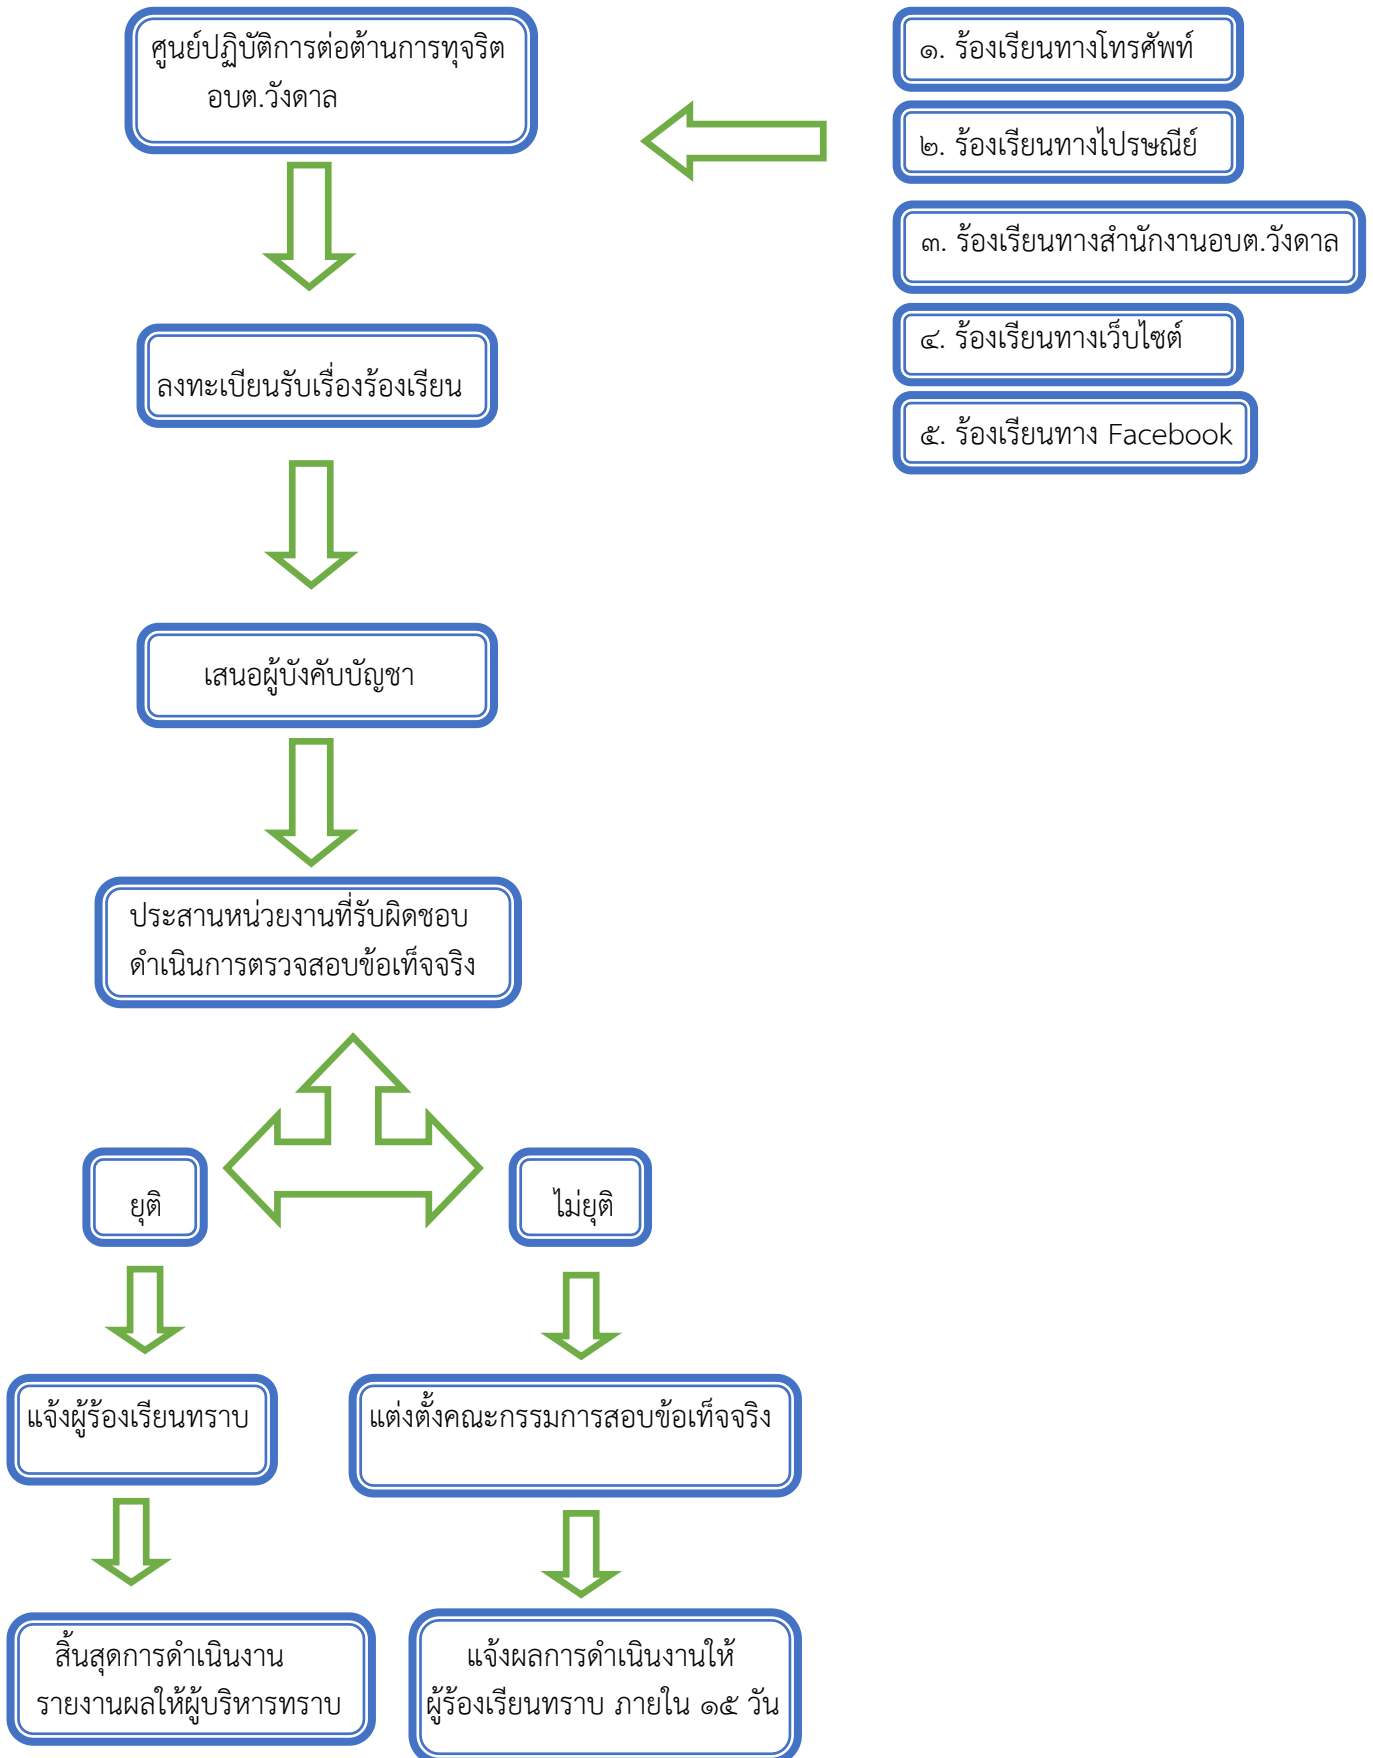 ศูนย์ปฏิบัติการต่อต้านการทุจริต
อบต.วังดาล
๑. ร้องเรียนทางโทรศัพท์
๒. ร้องเรียนทางไปรษณีย์
๓. ร้องเรียนทางสำนักงานอบต.วังดาล
๔. ร้องเรียนทางเว็บไซต์
๕. ร้องเรียนทาง Facebook
ลงทะเบียนรับเรื่องร้องเรียน
เสนอผู้บังคับบัญชา
ประสานหน่วยงานที่รับผิดชอบ
ดำเนินการตรวจสอบข้อเท็จจริง
ยุติ
ไม่ยุติ
แจ้งผู้ร้องเรียนทราบ
แต่งตั้งคณะกรรมการสอบข้อเท็จจริง
สิ้นสุดการดำเนินงาน
รายงานผลให้ผู้บริหารทราบ
แจ้งผลการดำเนินงานให้
ผู้ร้องเรียนทราบ ภายใน ๑๕ วัน